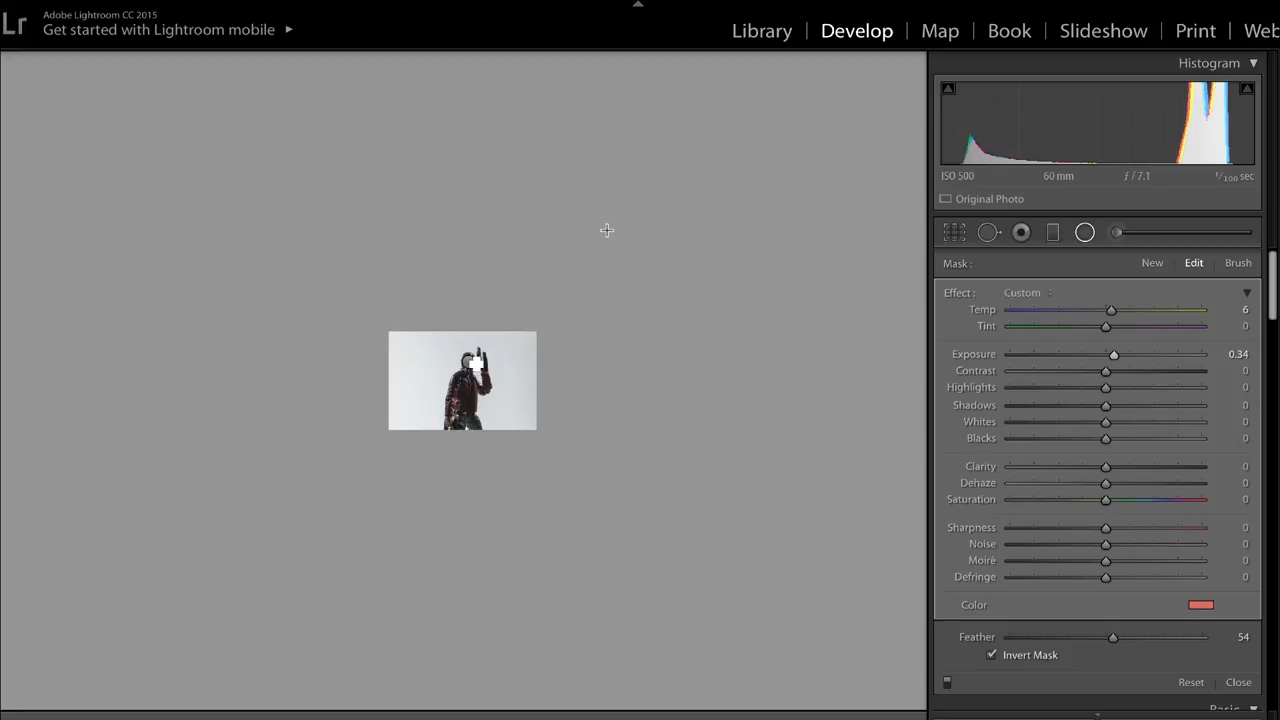 Lr
Adobe Lightroom CC 2015
Get started with Lightroom mobile
Library | Develop | Map | Book | Slideshow | Print | Web
Histogram
ISO 500 60 mm ƒ / 7.1 1/100 sec
Original Photo
Mask : New Edit Brush
Effect : Custom
Temp 6
Tint 0
Exposure 0.34
Contrast 0
Highlights 0
Shadows 0
Whites 0
Blacks 0
Clarity 0
Dehaze 0
Saturation 0
Sharpness 0
Noise 0
Moiré 0
Defringe 0
Color
Feather 54
Invert Mask
Reset Close
Basic